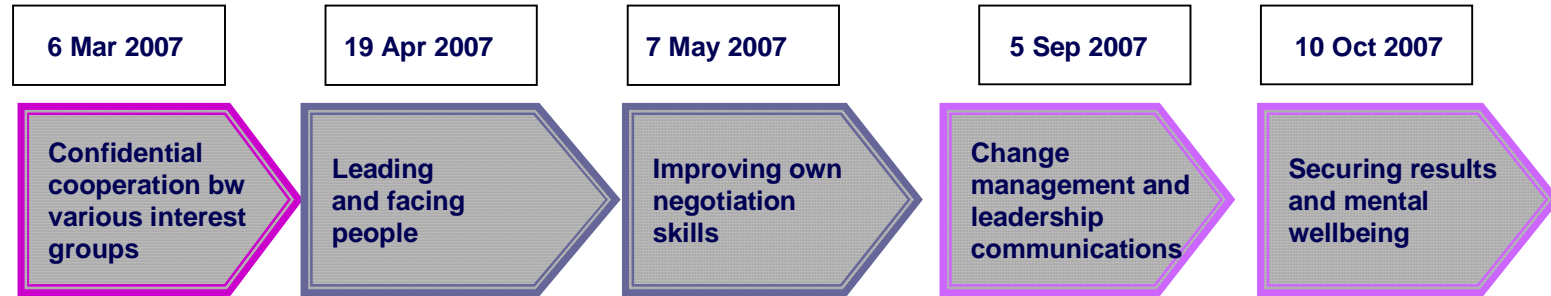 6 Mar 2007
19 Apr 2007
7 May 2007
5 Sep 2007
10 Oct 2007
Confidential
cooperation bw
various interest
groups
Leading
and facing
people
Improving own
negotiation
skills
Change
management and
leadership
communications
Securing results
and mental
wellbeing